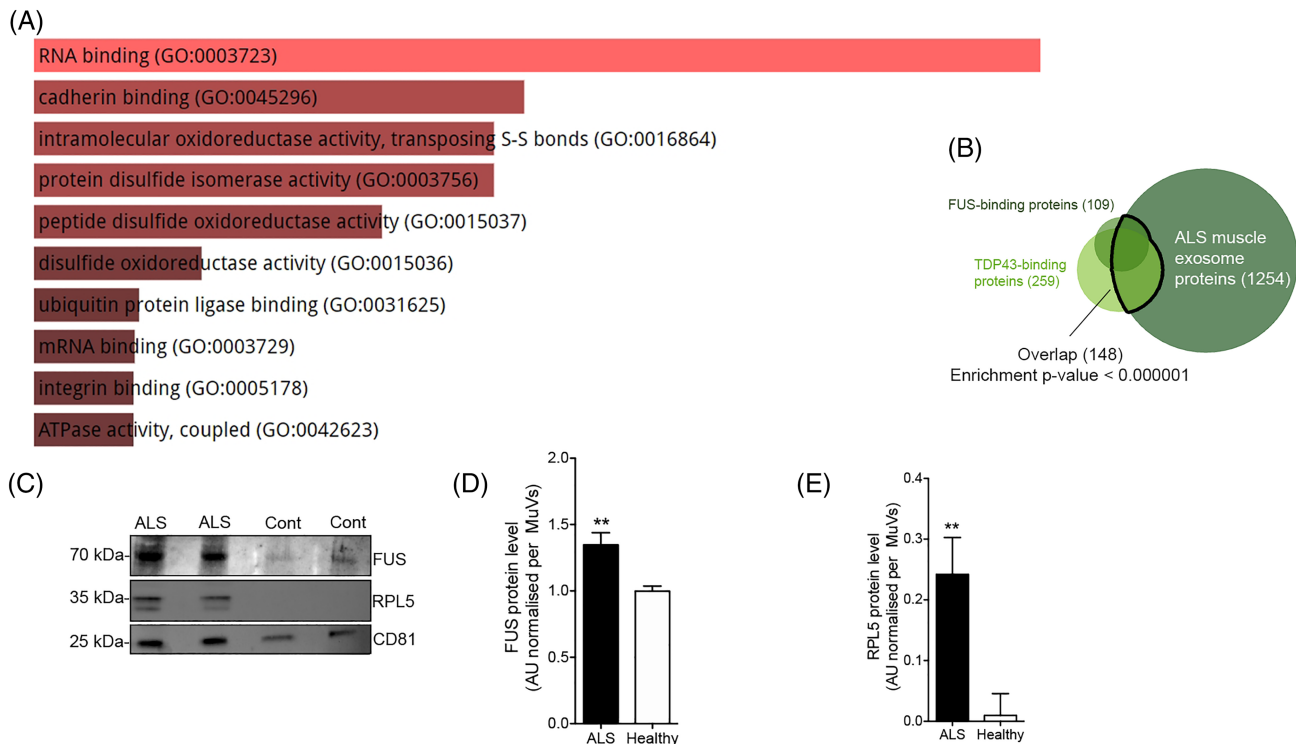 (A)
RNA binding (GO:0003723)
cadherin binding (GO:0045296)
intramolecular oxidoreductase activity, transposing S-S bonds (GO:0016864)
protein disulfide isomerase activity (GO:0003756)
peptide disulfide oxidoreductase activity (GO:0015037)
disulfide oxidoreductase activity (GO:0015036)
ubiquitin protein ligase binding (GO:0031625)
mRNA binding (GO:0003729)
integrin binding (GO:0005178)
ATPase activity, coupled (GO:0042623)
(B)
FUS-binding proteins (109)
TDP43-binding
proteins (259)
ALS muscle
exosome
proteins (1254)
Overlap (148)
Enrichment p-value < 0.000001
(C)
ALS ALS Cont Cont
70 kDa- FUS
35 kDa- RPL5
25 kDa- CD81
(D)
FUS protein level
(AU normalised per MuVs)
2.0
1.5
1.0
0.5
0.0
**
ALS Healthy
(E)
RPL5 protein level
(AU normalised per MuVs)
0.4
0.3
0.2
0.1
0.0
**
ALS Healthy